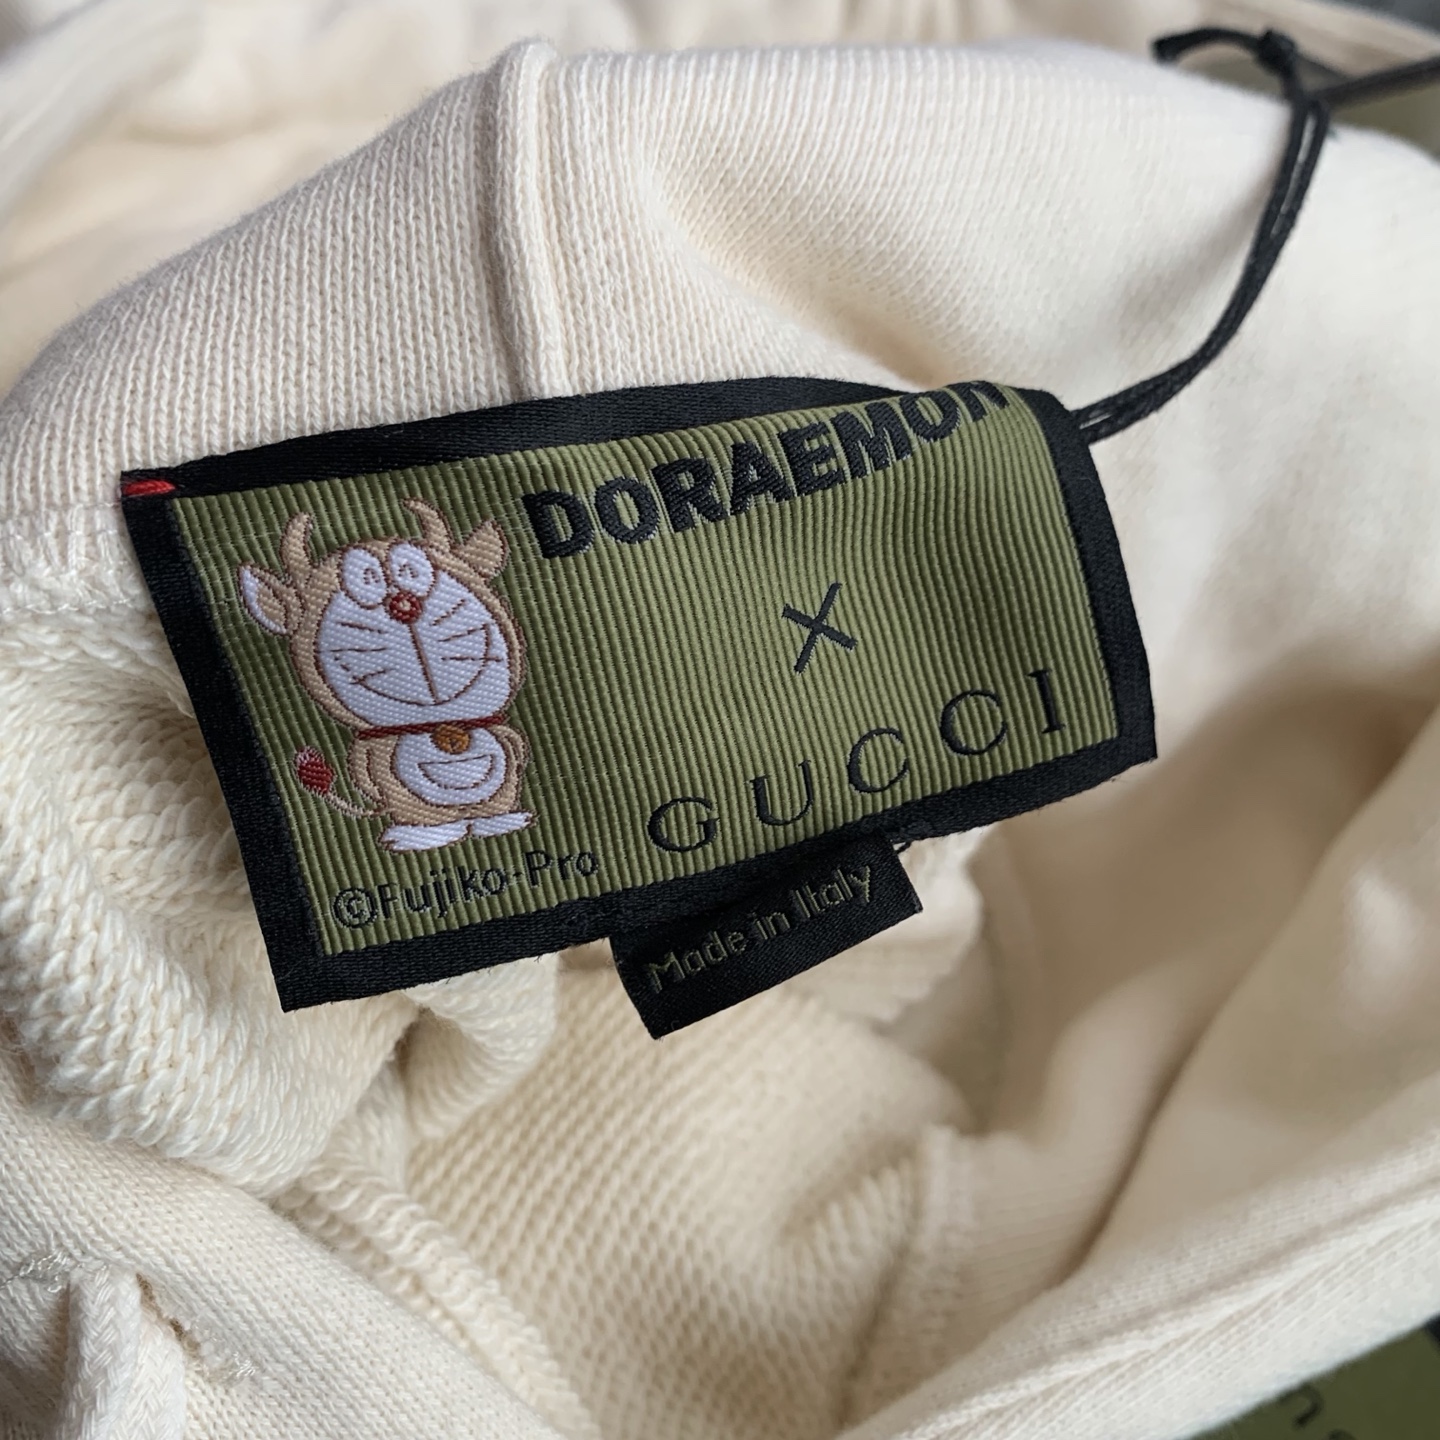 DORAEMON
×
GUCCI
©Fujiko-Pro
Made in Italy